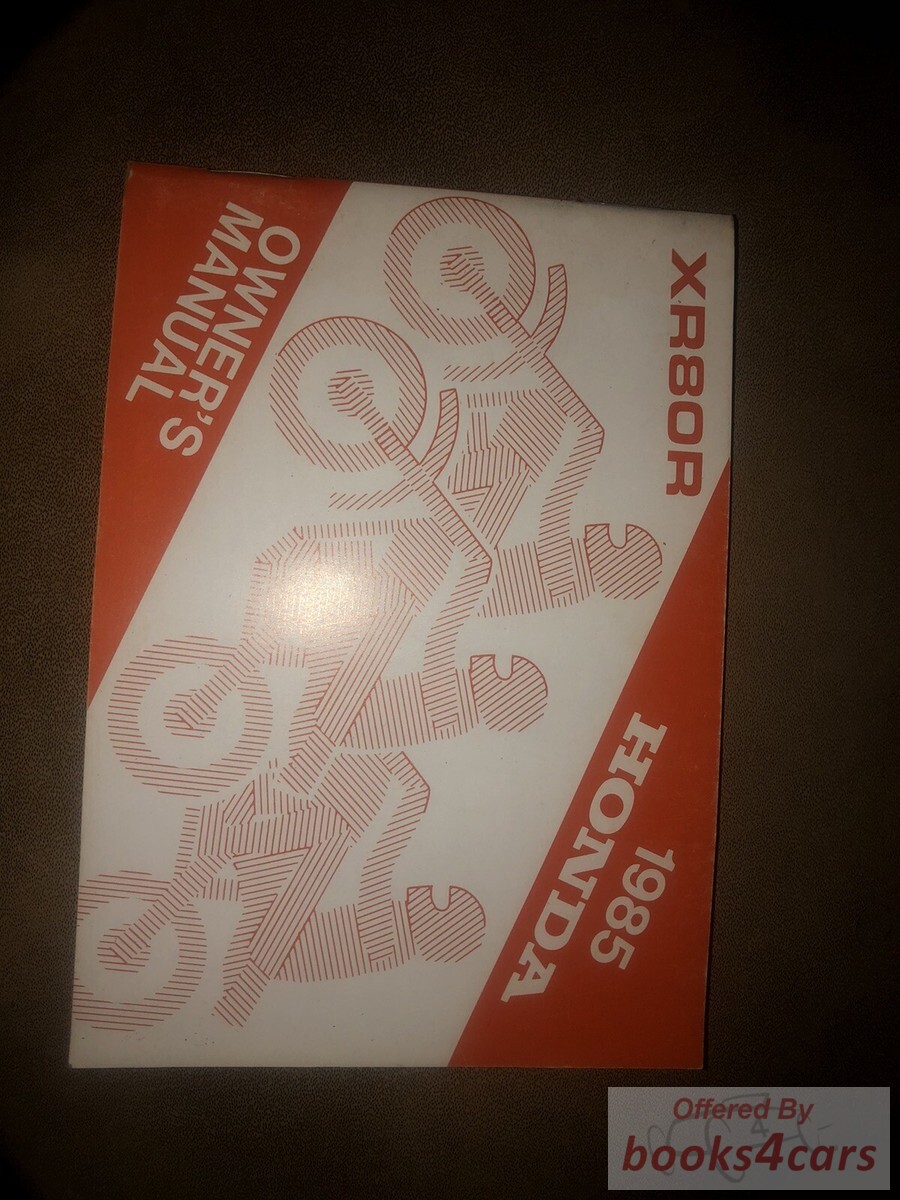 XR80R
1985
HONDA
OWNER'S
MANUAL
Offered By
books4cars